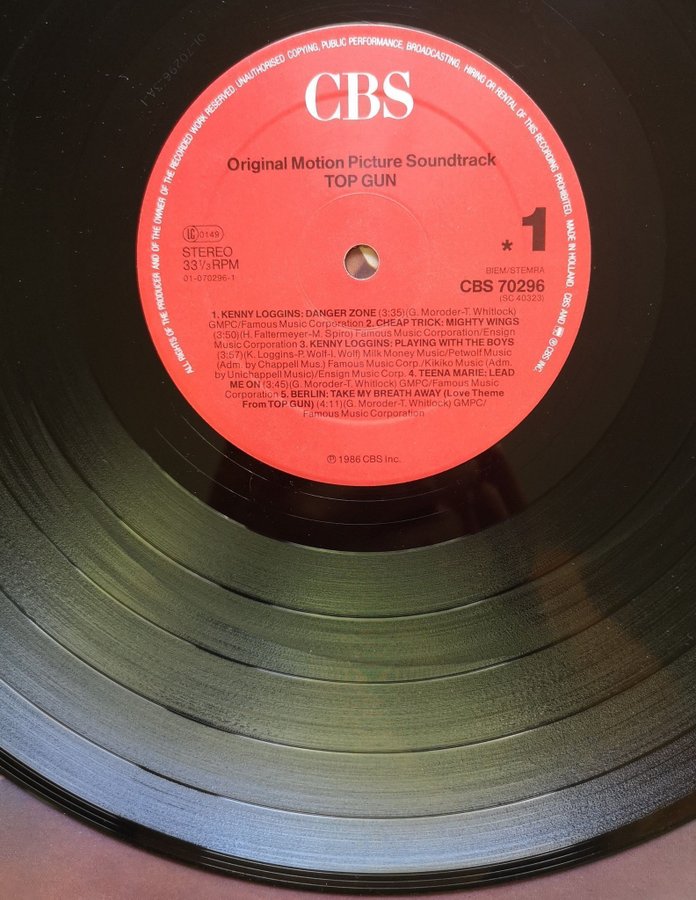 ALL RIGHTS OF THE PRODUCER AND OF THE OWNER OF THE RECORDED WORK RESERVED. UNAUTHORISED COPYING, PUBLIC PERFORMANCE, BROADCASTING, HIRING OR RENTAL OF THIS RECORDING PROHIBITED. MADE IN HOLLAND. CBS AND ℗ CBS INC.
CBS
Original Motion Picture Soundtrack
TOP GUN
LC 0149
STEREO
33⅓ RPM
01-070296-1
* 1
BIEM/STEMRA
CBS 70296
(SC 40323)
1. KENNY LOGGINS: DANGER ZONE (3:35)(G. Moroder-T. Whitlock)
GMPC/Famous Music Corporation 2. CHEAP TRICK: MIGHTY WINGS
(3:50)(H. Faltermeyer-M. Spiro) Famous Music Corporation/Ensign
Music Corporation 3. KENNY LOGGINS: PLAYING WITH THE BOYS
(3:57)(K. Loggins-P. Wolf-I. Wolf) Milk Money Music/Petwolf Music
(Adm. by Chappell Mus.) Famous Music Corp./Kikiko Music (Adm.
by Unichappell Music)/Ensign Music Corp. 4. TEENA MARIE: LEAD
ME ON (3:45)(G. Moroder-T. Whitlock) GMPC/Famous Music
Corporation 5. BERLIN: TAKE MY BREATH AWAY (Love Theme
From TOP GUN) (4:11)(G. Moroder-T. Whitlock) GMPC/
Famous Music Corporation
℗ 1986 CBS Inc.